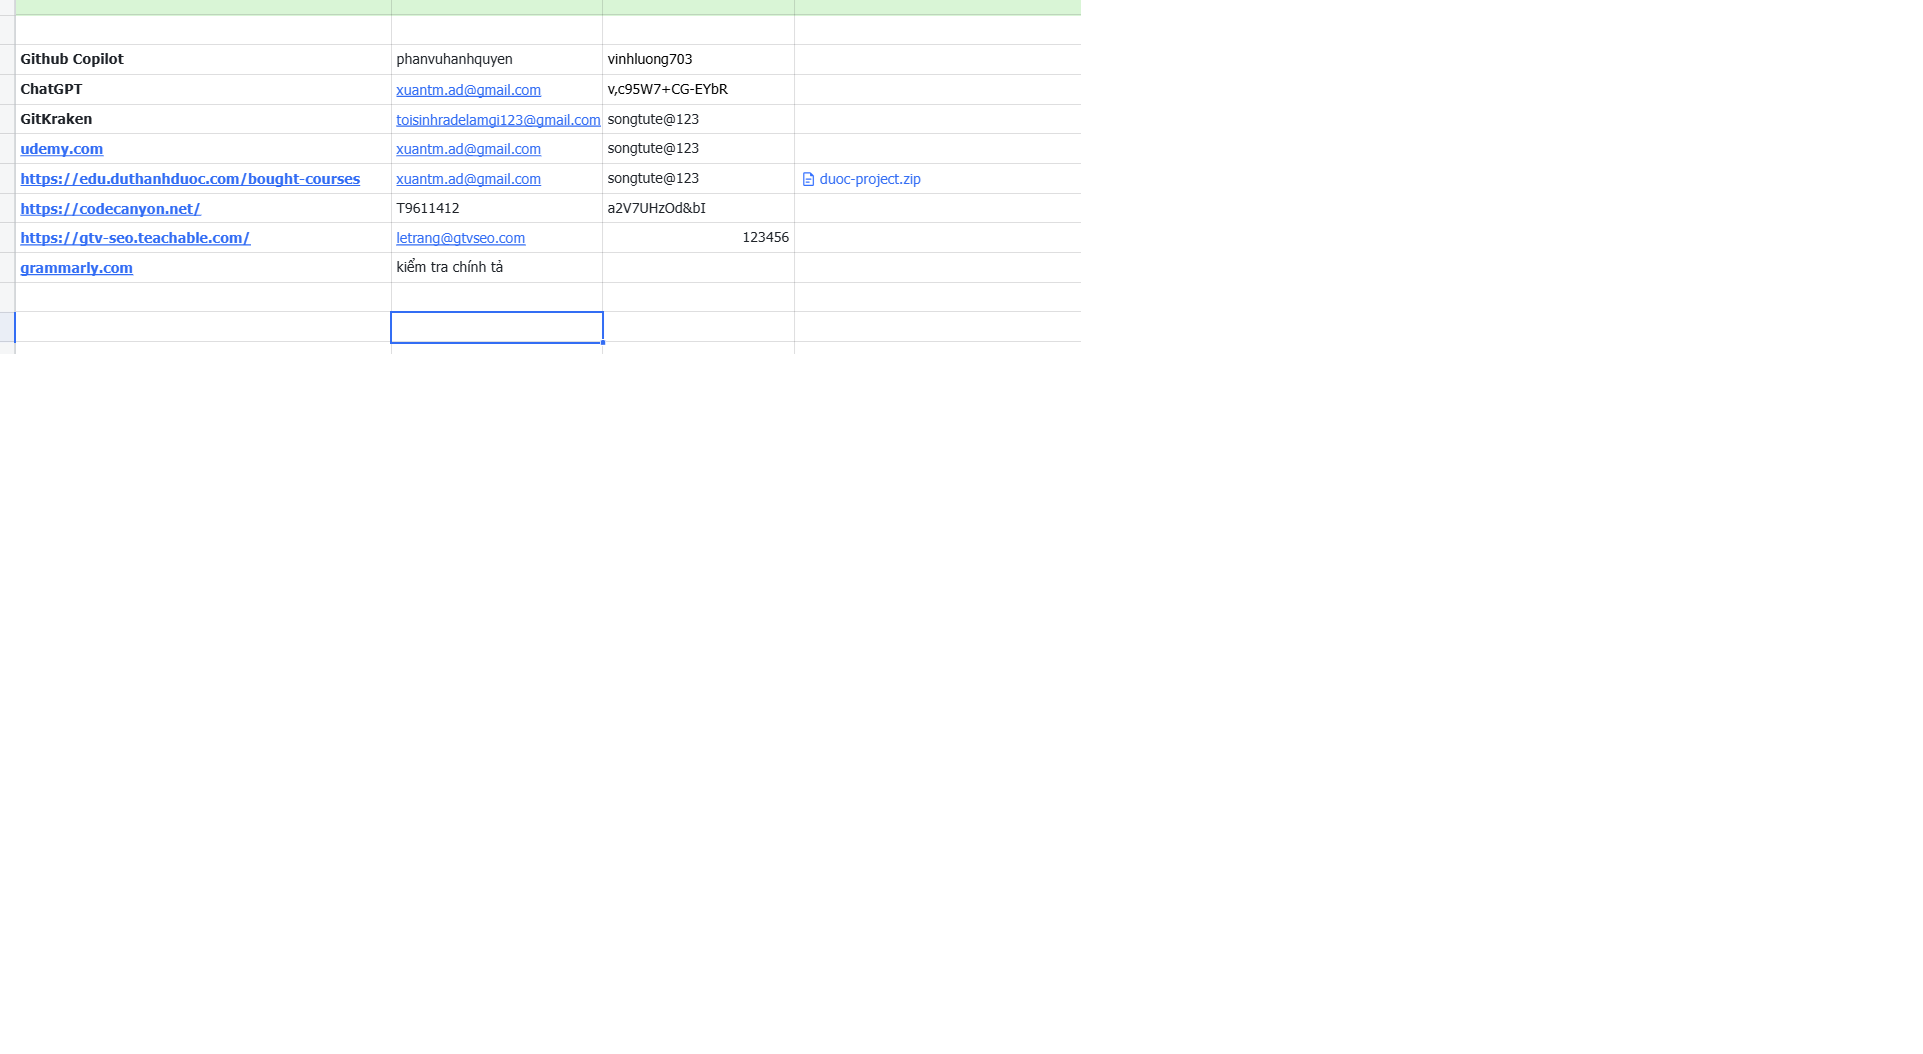 Github Copilot phanvuhanhquyen vinhluong703
ChatGPT xuantm.ad@gmail.com v,c95W7+CG-EYbR
GitKraken toisinhradelamgi123@gmail.com songtute@123
udemy.com xuantm.ad@gmail.com songtute@123
https://edu.duthanhduoc.com/bought-courses xuantm.ad@gmail.com songtute@123 duoc-project.zip
https://codecanyon.net/ T9611412 a2V7UHzOd&bI
https://gtv-seo.teachable.com/ letrang@gtvseo.com 123456
grammarly.com kiểm tra chính tả